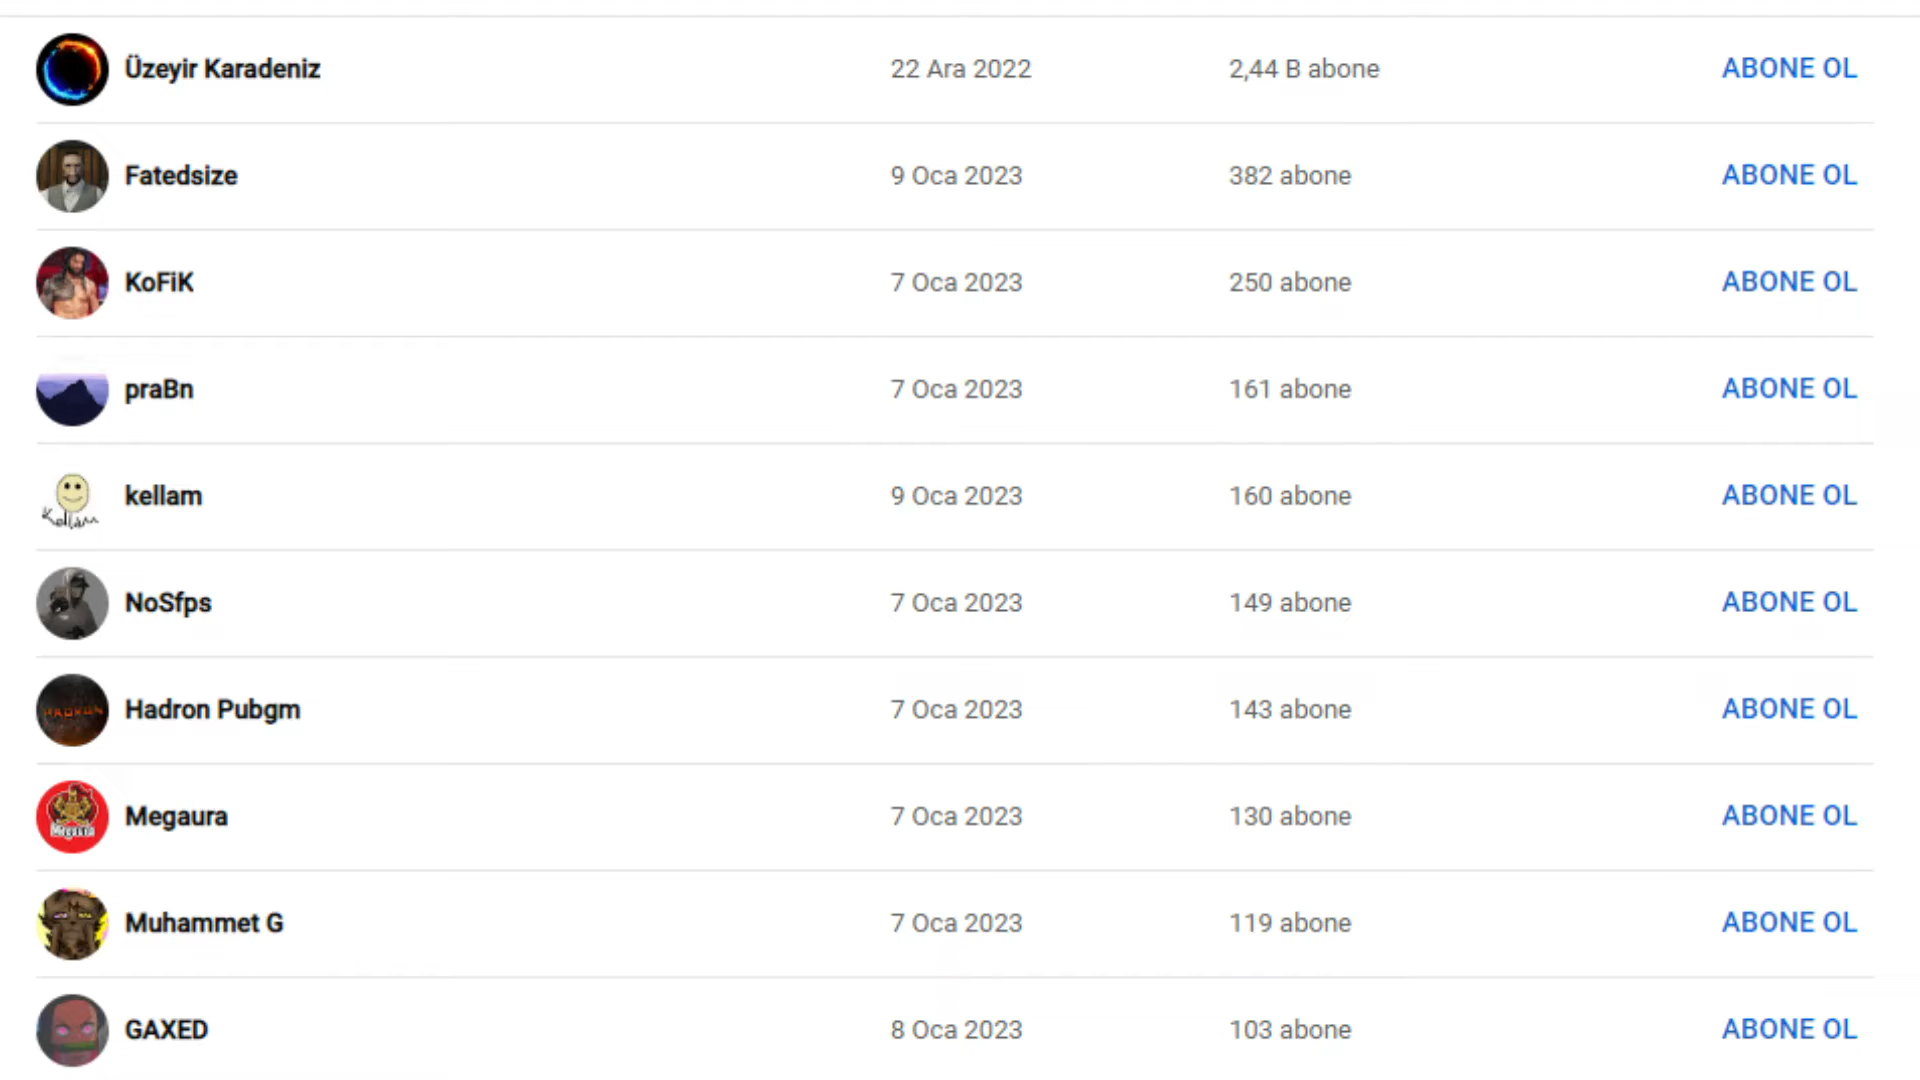 Üzeyir Karadeniz 22 Ara 2022 2,44 B abone ABONE OL
Fatedsize 9 Oca 2023 382 abone ABONE OL
KoFiK 7 Oca 2023 250 abone ABONE OL
praBn 7 Oca 2023 161 abone ABONE OL
Kellam
kellam 9 Oca 2023 160 abone ABONE OL
NoSfps 7 Oca 2023 149 abone ABONE OL
HADRON
Hadron Pubgm 7 Oca 2023 143 abone ABONE OL
Megaura
Megaura 7 Oca 2023 130 abone ABONE OL
Muhammet G 7 Oca 2023 119 abone ABONE OL
GAXED 8 Oca 2023 103 abone ABONE OL